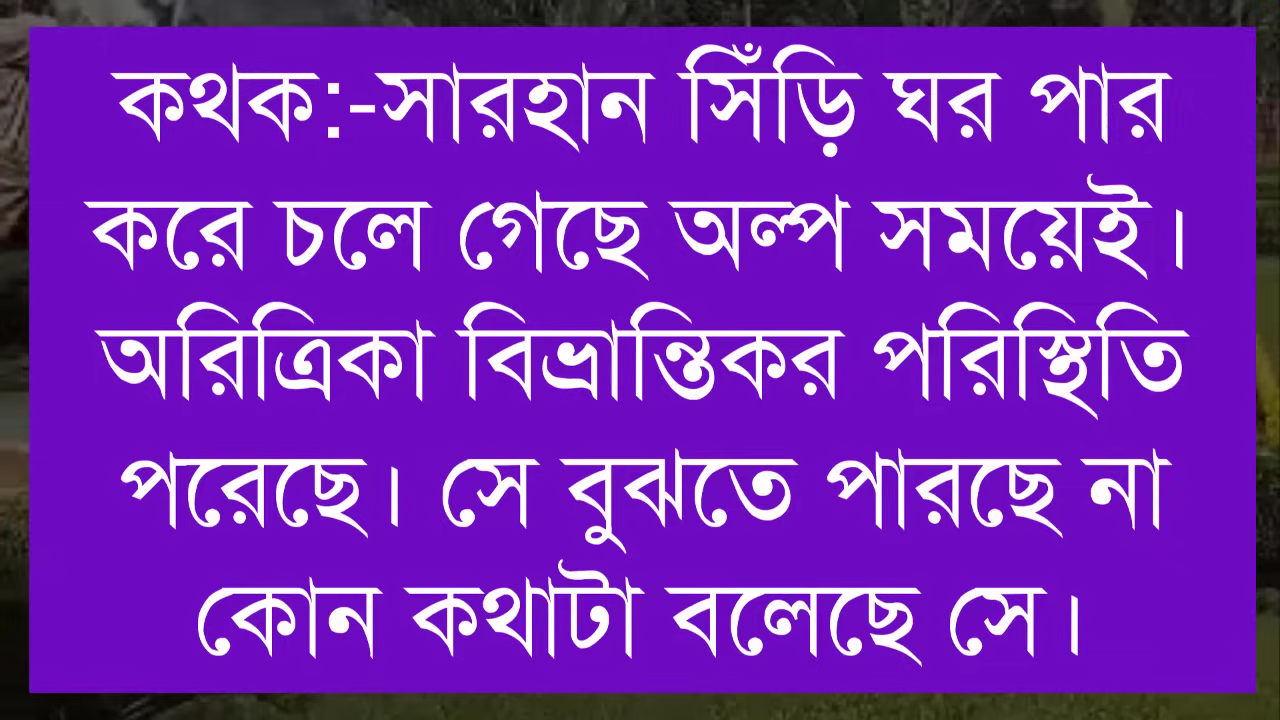 কথক:-সারহান সিঁড়ি ঘর পার
করে চলে গেছে অল্প সময়েই।
অরিত্রিকা বিভ্রান্তিকর পরিস্থিতি
পরেছে। সে বুঝতে পারছে না
কোন কথাটা বলেছে সে।